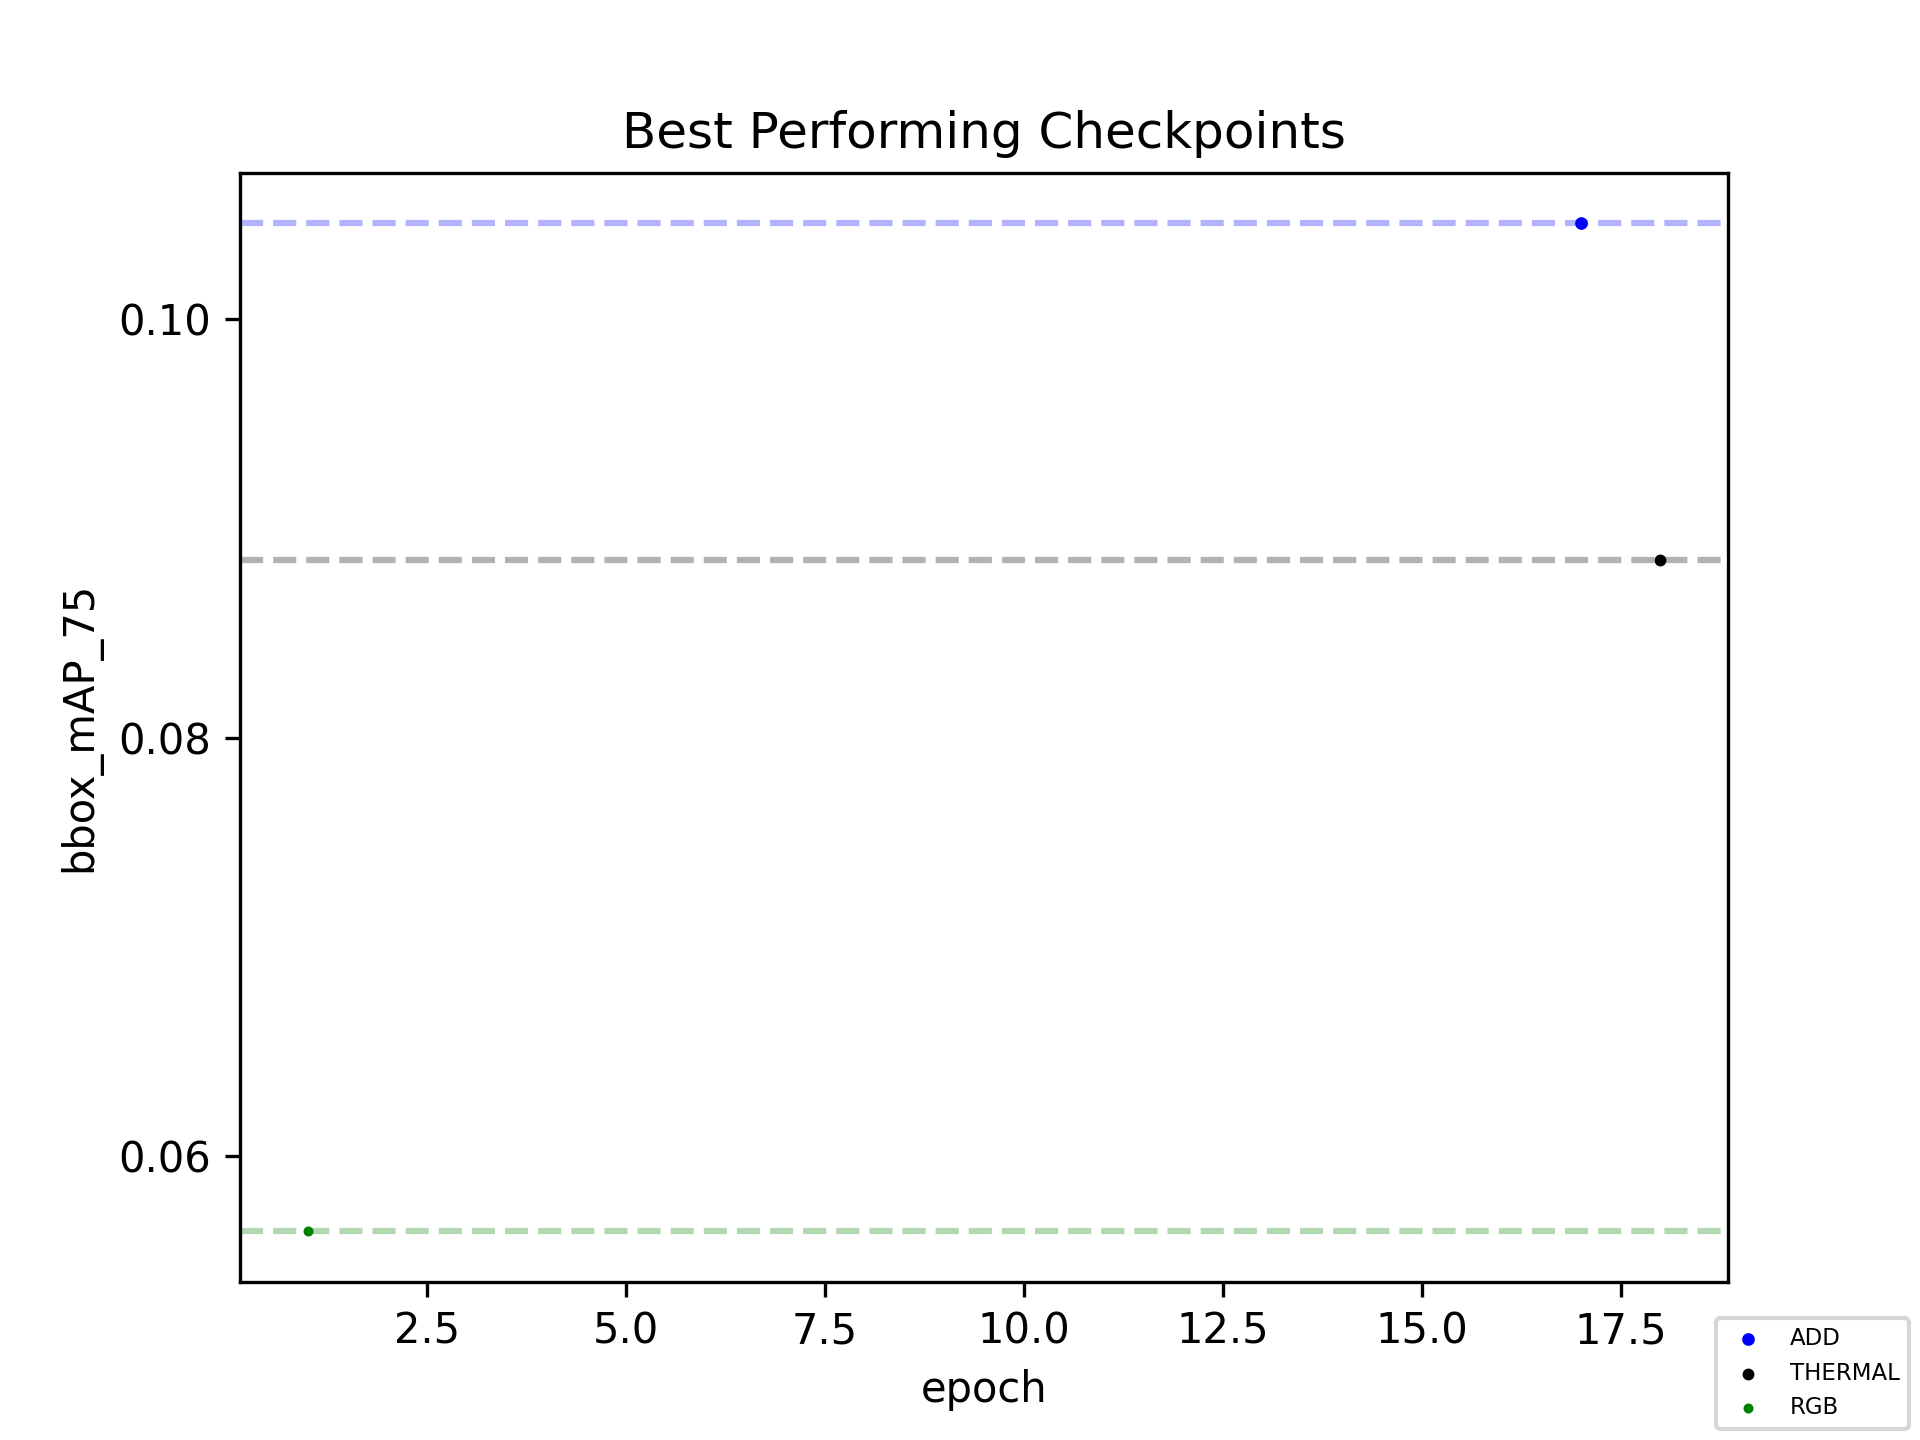 Best Performing Checkpoints
bbox_mAP_75
0.10
0.08
0.06
2.5 5.0 7.5 10.0 12.5 15.0 17.5
epoch
ADD
THERMAL
RGB